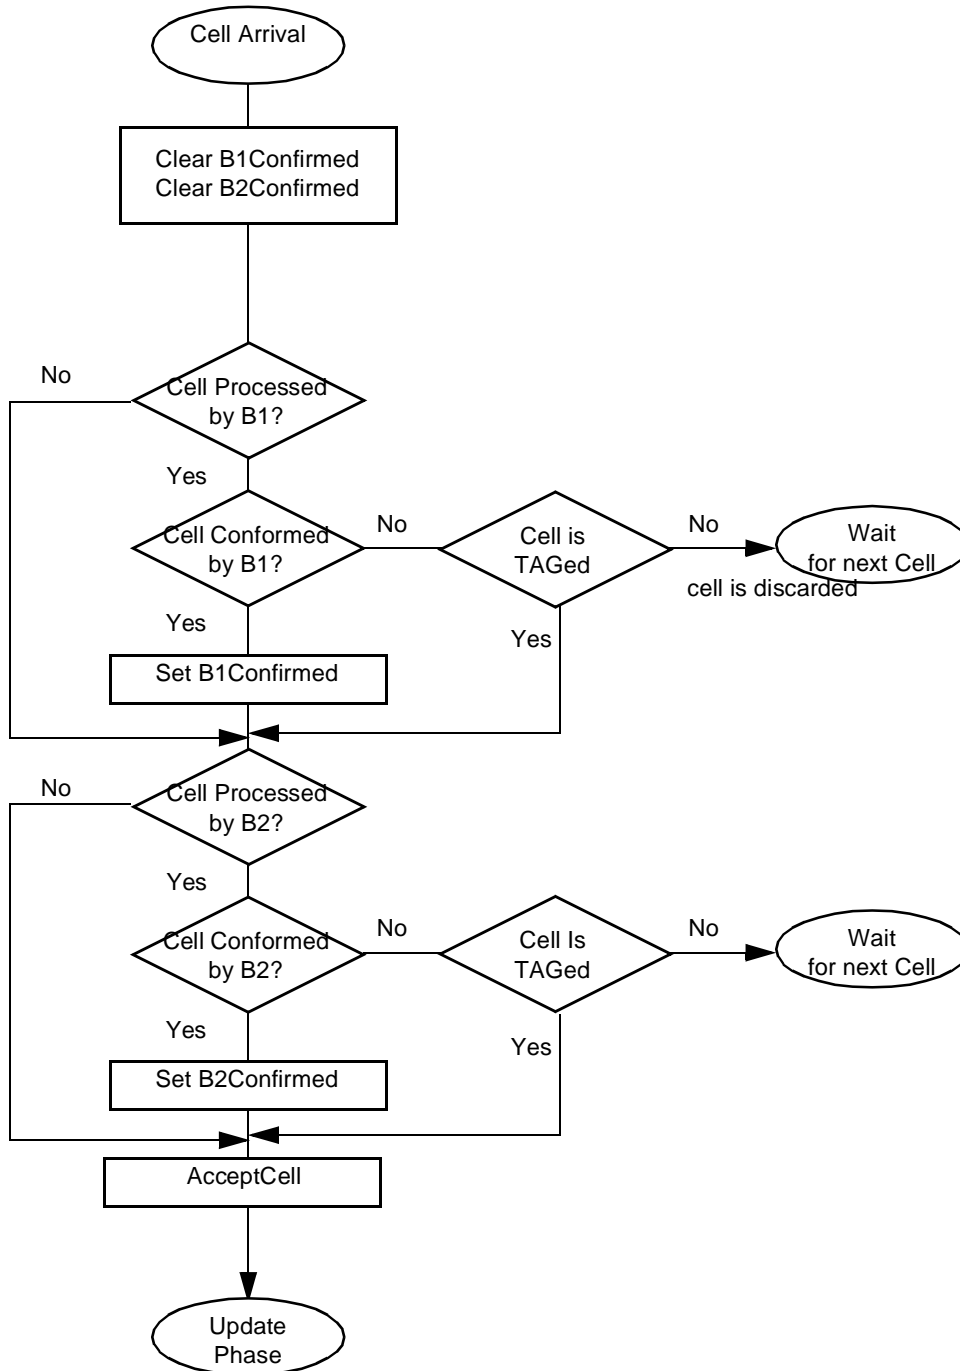 Cell Arrival
Clear B1Confirmed
Clear B2Confirmed
No
Cell Processed
by B1?
Yes
Cell Conformed
by B1?
No
Cell is
TAGed
No
Wait
for next Cell
cell is discarded
Yes
Yes
Set B1Confirmed
No
Cell Processed
by B2?
Yes
Cell Conformed
by B2?
No
Cell Is
TAGed
No
Wait
for next Cell
Yes
Yes
Set B2Confirmed
AcceptCell
Update
Phase